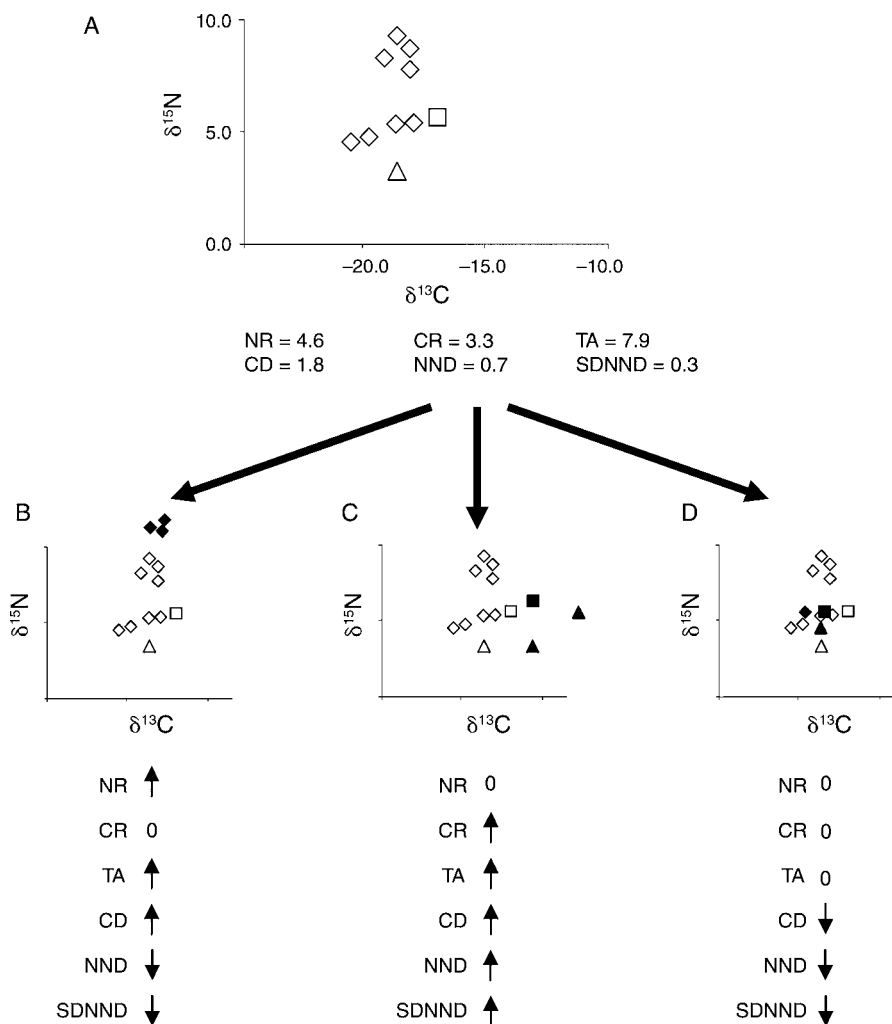 A
10.0
δ¹⁵N
5.0
0.0
−20.0 −15.0 −10.0
δ¹³C
NR = 4.6 CR = 3.3 TA = 7.9
CD = 1.8 NND = 0.7 SDNND = 0.3
B
δ¹⁵N
δ¹³C
NR
CR 0
TA
CD
NND
SDNND
C
δ¹⁵N
δ¹³C
NR 0
CR
TA
CD
NND
SDNND
D
δ¹⁵N
δ¹³C
NR 0
CR 0
TA 0
CD
NND
SDNND